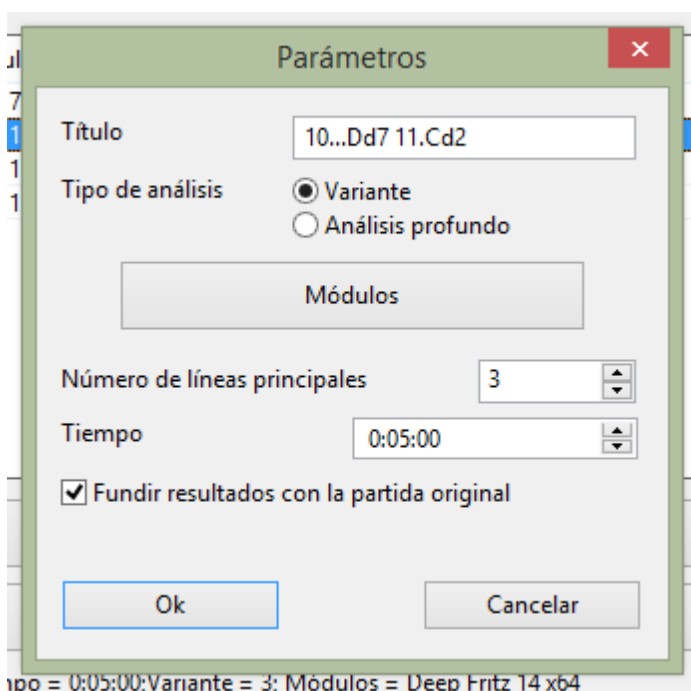 Parámetros
Título
10...Dd7 11.Cd2
Tipo de análisis
Variante
Análisis profundo
Módulos
Número de líneas principales
3
Tiempo
0:05:00
Fundir resultados con la partida original
Ok
Cancelar
= 0:05:00;Variante = 3; Módulos = Deep Fritz 14 x64